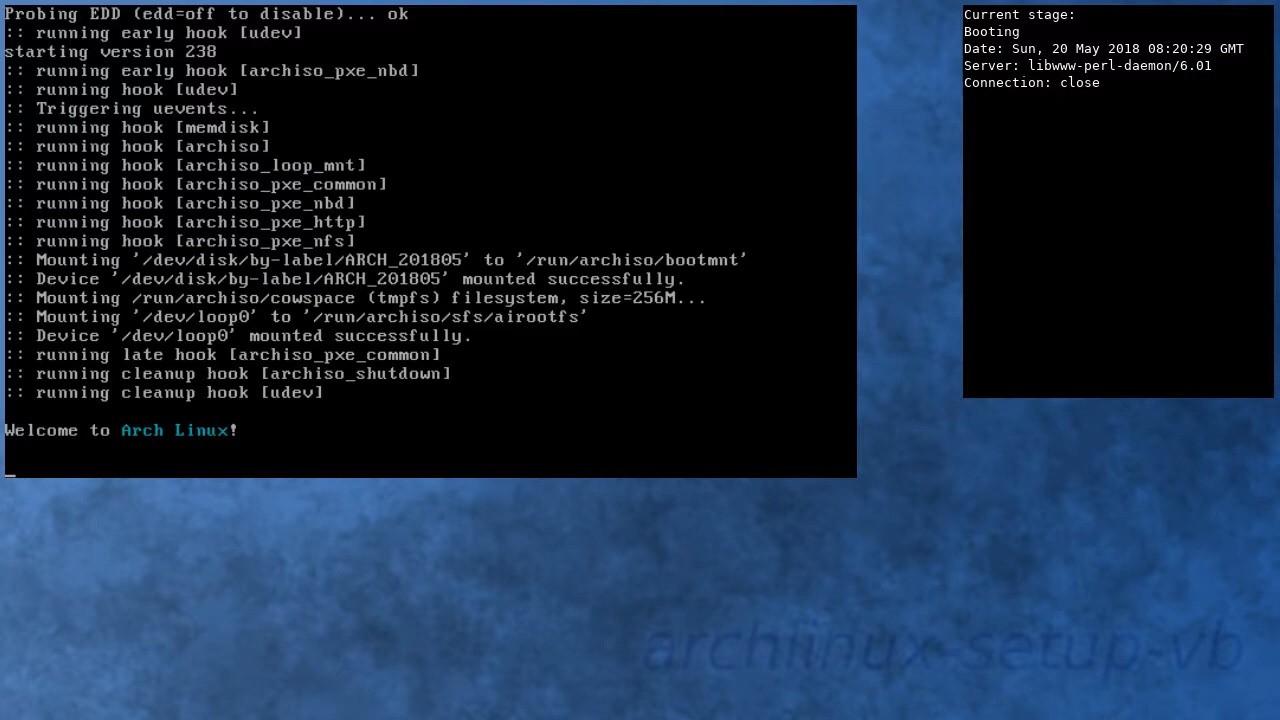 Probing EDD (edd=off to disable)... ok
:: running early hook [udev]
starting version 238
:: running early hook [archiso_pxe_nbd]
:: running hook [udev]
:: Triggering uevents...
:: running hook [memdisk]
:: running hook [archiso]
:: running hook [archiso_loop_mnt]
:: running hook [archiso_pxe_common]
:: running hook [archiso_pxe_nbd]
:: running hook [archiso_pxe_http]
:: running hook [archiso_pxe_nfs]
:: Mounting '/dev/disk/by-label/ARCH_201805' to '/run/archiso/bootmnt'
:: Device '/dev/disk/by-label/ARCH_201805' mounted successfully.
:: Mounting /run/archiso/cowspace (tmpfs) filesystem, size=256M...
:: Mounting '/dev/loop0' to '/run/archiso/sfs/airootfs'
:: Device '/dev/loop0' mounted successfully.
:: running late hook [archiso_pxe_common]
:: running cleanup hook [archiso_shutdown]
:: running cleanup hook [udev]
Welcome to Arch Linux!
_
Current stage:
Booting
Date: Sun, 20 May 2018 08:20:29 GMT
Server: libwww-perl-daemon/6.01
Connection: close
archlinux-setup-vb